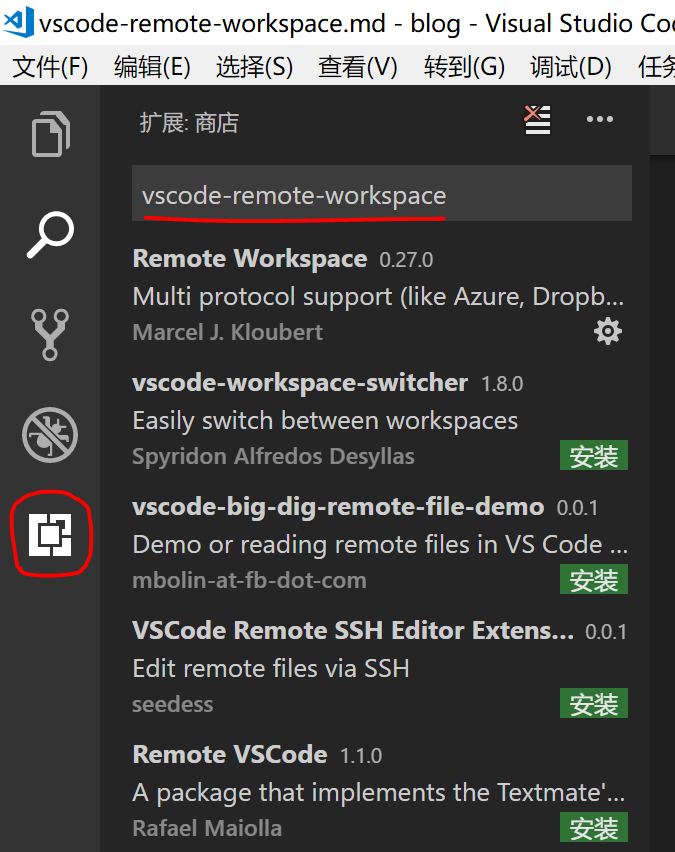 vscode-remote-workspace.md - blog - Visual Studio Co
文件(F) 编辑(E) 选择(S) 查看(V) 转到(G) 调试(D) 任务
扩展: 商店
vscode-remote-workspace
Remote Workspace 0.27.0
Multi protocol support (like Azure, Dropb...
Marcel J. Kloubert
vscode-workspace-switcher 1.8.0
Easily switch between workspaces
Spyridon Alfredos Desyllas 安装
vscode-big-dig-remote-file-demo 0.0.1
Demo or reading remote files in VS Code ...
mbolin-at-fb-dot-com 安装
VSCode Remote SSH Editor Extens... 0.0.1
Edit remote files via SSH
seedess 安装
Remote VSCode 1.1.0
A package that implements the Textmate'...
Rafael Maiolla 安装